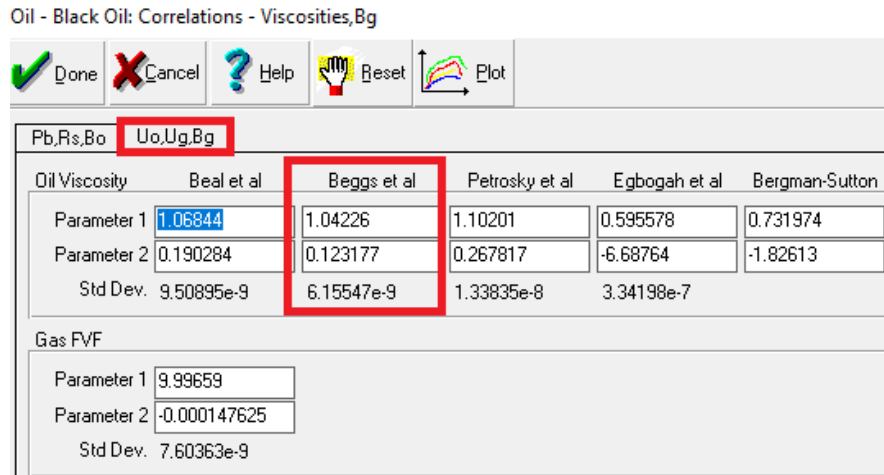 Oil - Black Oil: Correlations - Viscosities,Bg
Done Cancel Help Reset Plot
Pb,Rs,Bo Uo,Ug,Bg
Oil Viscosity Beal et al Beggs et al Petrosky et al Egbogah et al Bergman-Sutton
Parameter 1 1.06844 1.04226 1.10201 0.595578 0.731974
Parameter 2 0.190284 0.123177 0.267817 -6.68764 -1.82613
Std Dev. 9.50895e-9 6.15547e-9 1.33835e-8 3.34198e-7
Gas FVF
Parameter 1 9.99659
Parameter 2 -0.000147625
Std Dev. 7.60363e-9